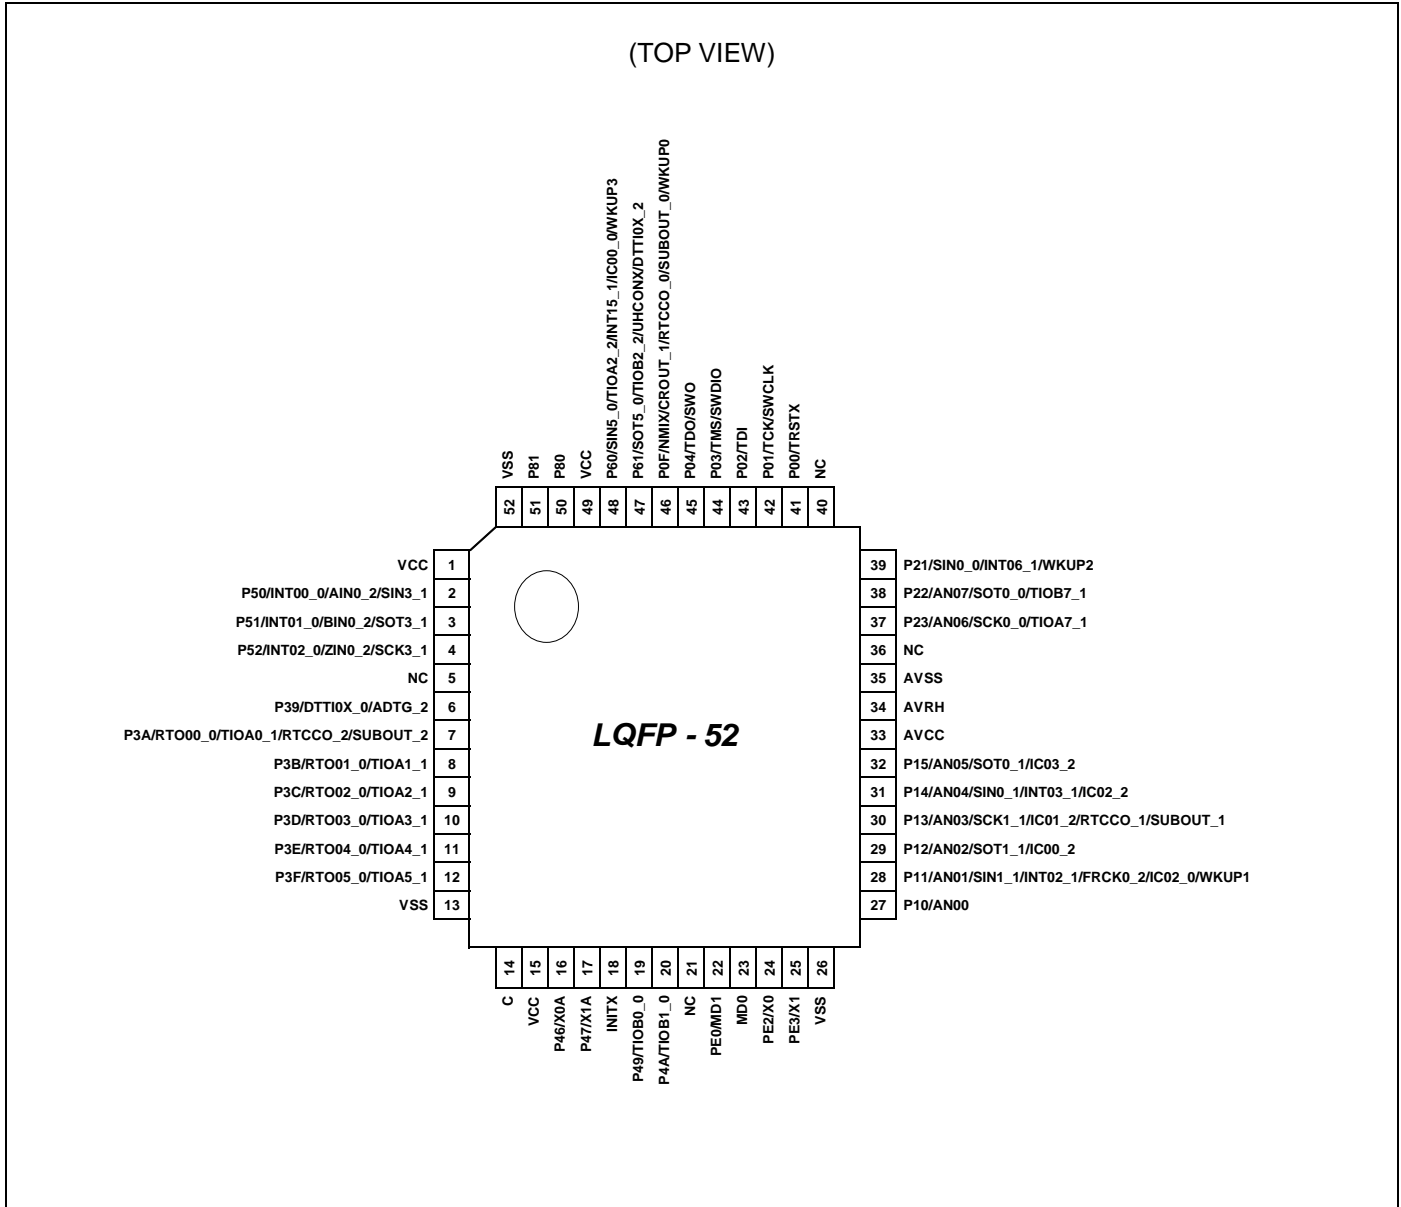 (TOP VIEW)
VSS
P81
P80
VCC
P60/SIN5_0/TIOA2_2/INT15_1/IC00_0/WKUP3
P61/SOT5_0/TIOB2_2/UHCONX/DTTI0X_2
P0F/NMIX/CROUT_1/RTCCO_0/SUBOUT_0/WKUP0
P04/TDO/SWO
P03/TMS/SWDIO
P02/TDI
P01/TCK/SWCLK
P00/TRSTX
NC
52 51 50 49 48 47 46 45 44 43 42 41 40
VCC 1
P50/INT00_0/AIN0_2/SIN3_1 2
P51/INT01_0/BIN0_2/SOT3_1 3
P52/INT02_0/ZIN0_2/SCK3_1 4
NC 5
P39/DTTI0X_0/ADTG_2 6
P3A/RTO00_0/TIOA0_1/RTCCO_2/SUBOUT_2 7
P3B/RTO01_0/TIOA1_1 8
P3C/RTO02_0/TIOA2_1 9
P3D/RTO03_0/TIOA3_1 10
P3E/RTO04_0/TIOA4_1 11
P3F/RTO05_0/TIOA5_1 12
VSS 13
LQFP - 52
39 P21/SIN0_0/INT06_1/WKUP2
38 P22/AN07/SOT0_0/TIOB7_1
37 P23/AN06/SCK0_0/TIOA7_1
36 NC
35 AVSS
34 AVRH
33 AVCC
32 P15/AN05/SOT0_1/IC03_2
31 P14/AN04/SIN0_1/INT03_1/IC02_2
30 P13/AN03/SCK1_1/IC01_2/RTCCO_1/SUBOUT_1
29 P12/AN02/SOT1_1/IC00_2
28 P11/AN01/SIN1_1/INT02_1/FRCK0_2/IC02_0/WKUP1
27 P10/AN00
14 15 16 17 18 19 20 21 22 23 24 25 26
C
VCC
P46/X0A
P47/X1A
INITX
P49/TIOB0_0
P4A/TIOB1_0
NC
PE0/MD1
MD0
PE2/X0
PE3/X1
VSS